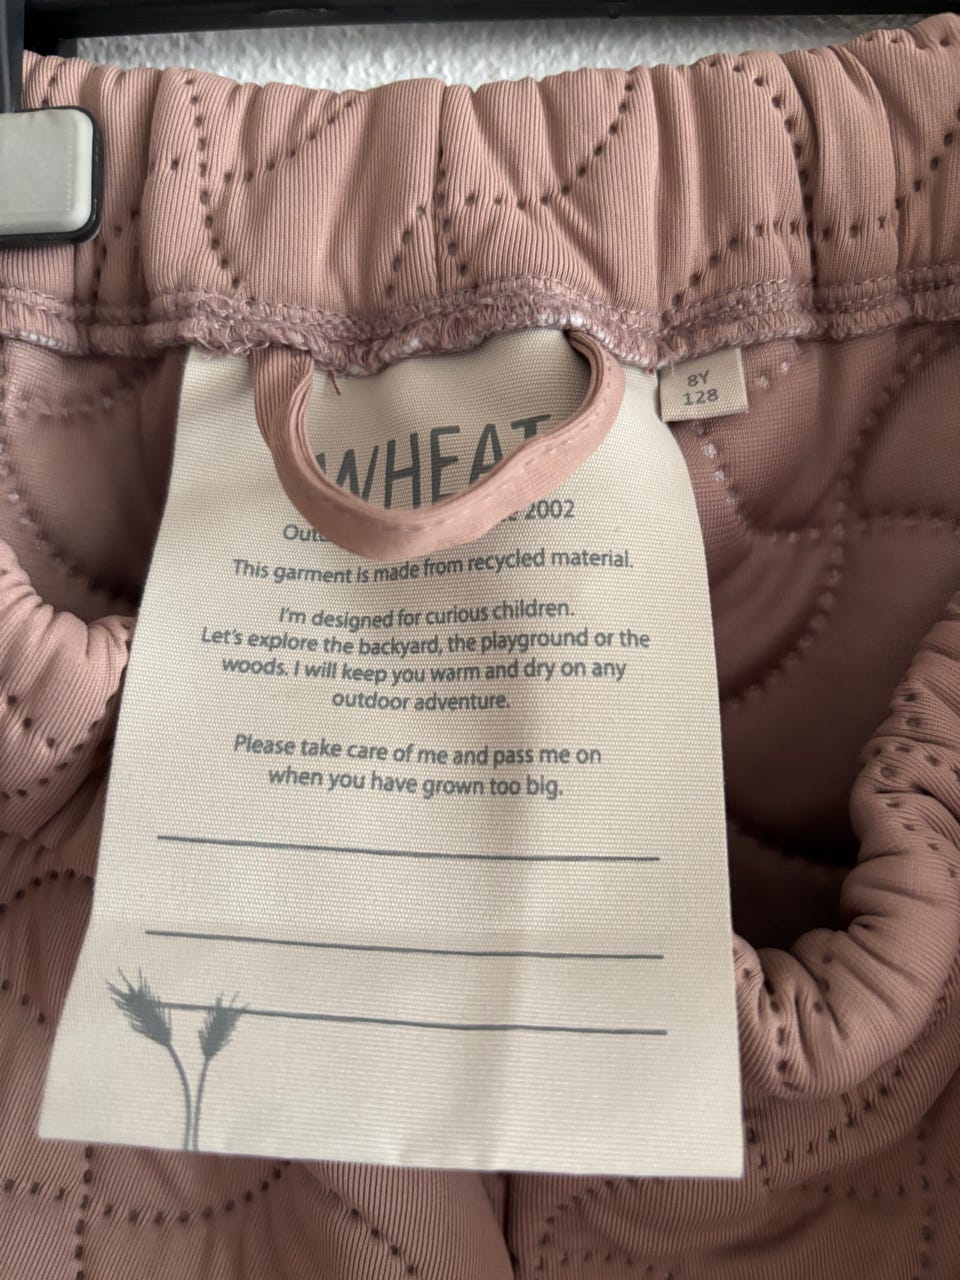 8Y
128
WHEAT
2002
This garment is made from recycled material.
I'm designed for curious children.
Let's explore the backyard, the playground or the
woods. I will keep you warm and dry on any
outdoor adventure.
Please take care of me and pass me on
when you have grown too big.